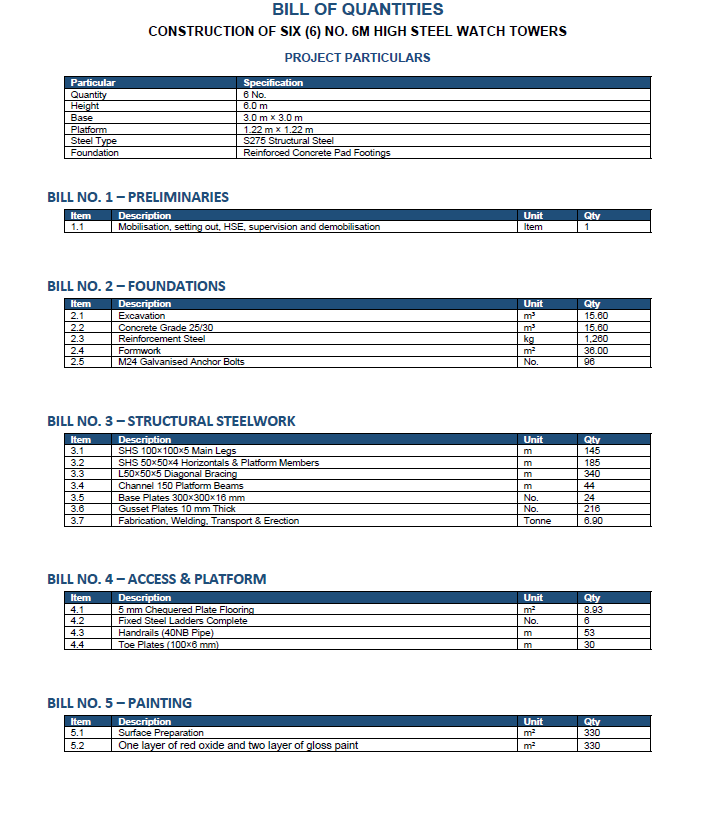 BILL OF QUANTITIES
CONSTRUCTION OF SIX (6) NO. 6M HIGH STEEL WATCH TOWERS
PROJECT PARTICULARS
Particular Specification
Quantity 6 No.
Height 6.0 m
Base 3.0 m × 3.0 m
Platform 1.22 m × 1.22 m
Steel Type S275 Structural Steel
Foundation Reinforced Concrete Pad Footings
BILL NO. 1 – PRELIMINARIES
Item Description Unit Qty
1.1 Mobilisation, setting out, HSE, supervision and demobilisation Item 1
BILL NO. 2 – FOUNDATIONS
Item Description Unit Qty
2.1 Excavation m³ 15.60
2.2 Concrete Grade 25/30 m³ 15.60
2.3 Reinforcement Steel kg 1,260
2.4 Formwork m² 36.00
2.5 M24 Galvanised Anchor Bolts No. 96
BILL NO. 3 – STRUCTURAL STEELWORK
Item Description Unit Qty
3.1 SHS 100×100×5 Main Legs m 145
3.2 SHS 50×50×4 Horizontals & Platform Members m 185
3.3 L50×50×5 Diagonal Bracing m 340
3.4 Channel 150 Platform Beams m 44
3.5 Base Plates 300×300×16 mm No. 24
3.6 Gusset Plates 10 mm Thick No. 216
3.7 Fabrication, Welding, Transport & Erection Tonne 6.90
BILL NO. 4 – ACCESS & PLATFORM
Item Description Unit Qty
4.1 5 mm Chequered Plate Flooring m² 8.93
4.2 Fixed Steel Ladders Complete No. 6
4.3 Handrails (40NB Pipe) m 53
4.4 Toe Plates (100×6 mm) m 30
BILL NO. 5 – PAINTING
Item Description Unit Qty
5.1 Surface Preparation m² 330
5.2 One layer of red oxide and two layer of gloss paint m² 330